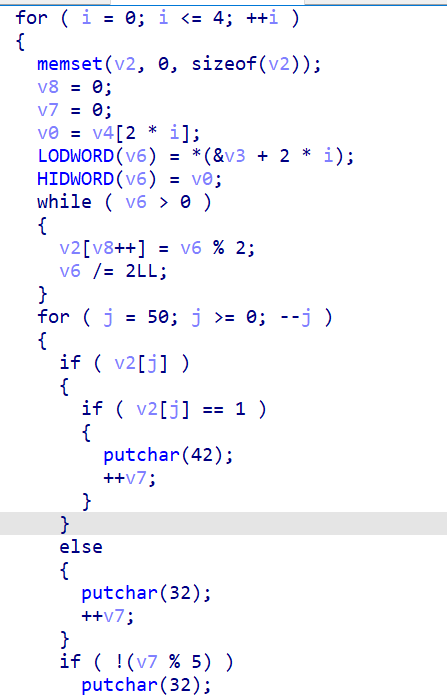 for ( i = 0; i <= 4; ++i )
{
memset(v2, 0, sizeof(v2));
v8 = 0;
v7 = 0;
v0 = v4[2 * i];
LODWORD(v6) = *(&v3 + 2 * i);
HIDWORD(v6) = v0;
while ( v6 > 0 )
{
v2[v8++] = v6 % 2;
v6 /= 2LL;
}
for ( j = 50; j >= 0; --j )
{
if ( v2[j] )
{
if ( v2[j] == 1 )
{
putchar(42);
++v7;
}
}
else
{
putchar(32);
++v7;
}
if ( !(v7 % 5) )
putchar(32);